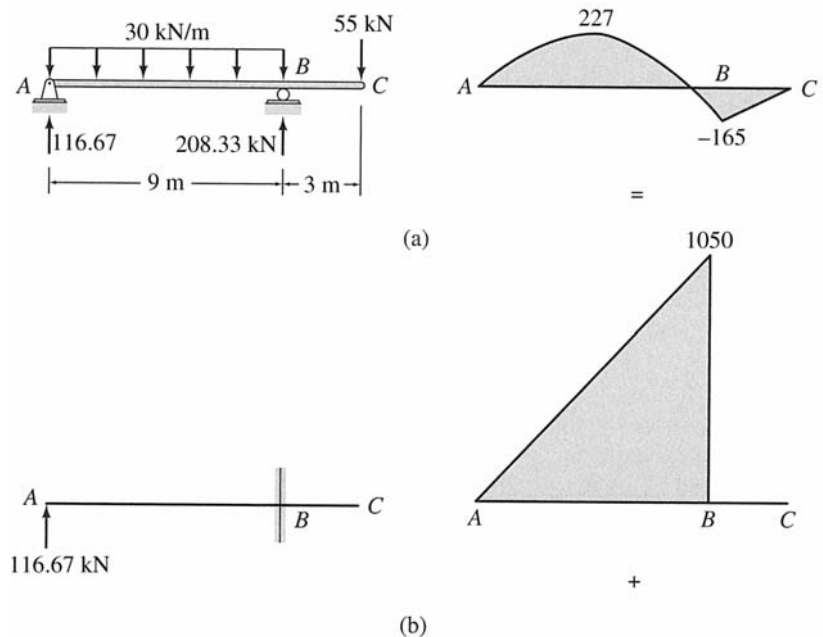 30 kN/m
55 kN
227
A
B
C
A
B
C
116.67
208.33 kN
−165
9 m
3 m
=
(a)
1050
A
B
C
116.67 kN
A
B
C
+
(b)